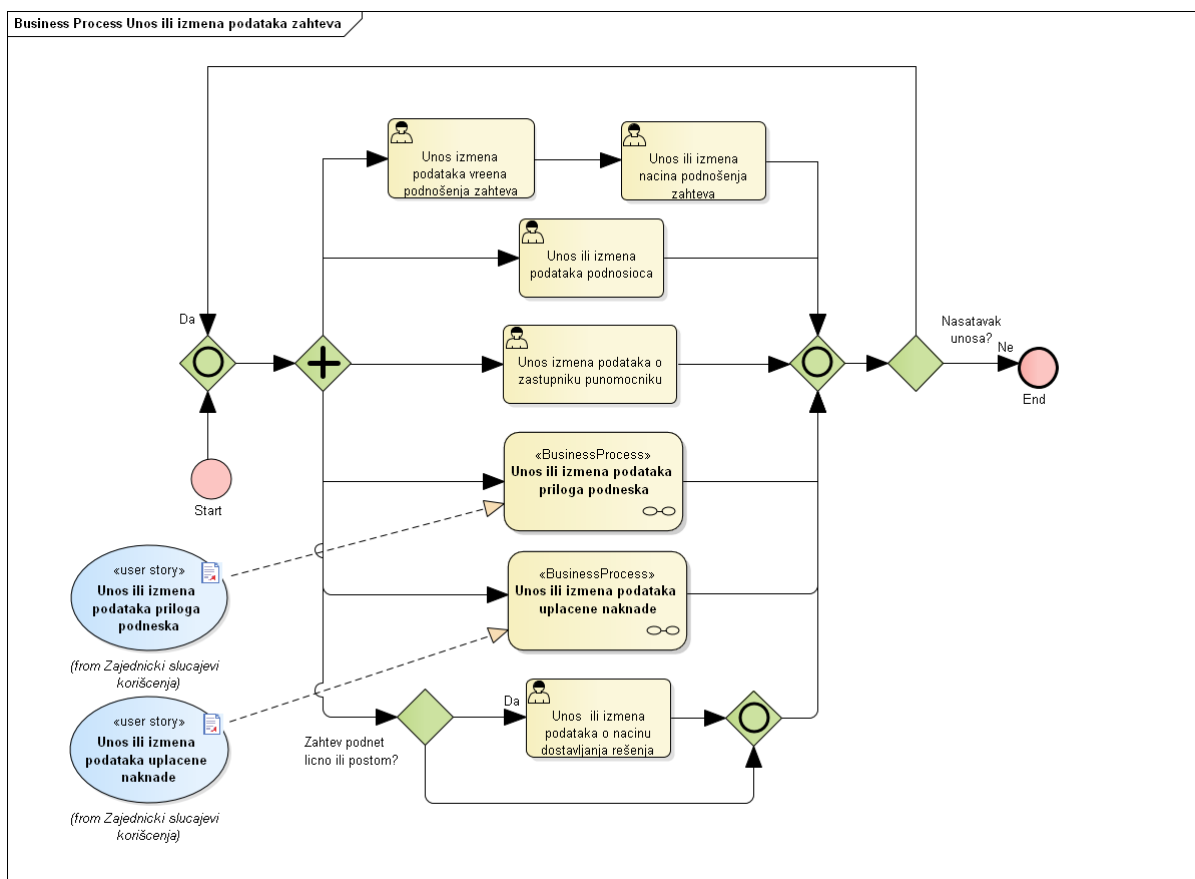 Business Process Unos ili izmena podataka zahteva
Unos izmena
podataka vreena
podnošenja zahteva
Unos ili izmena
nacina podnošenja
zahteva
Unos ili izmena
podataka podnosioca
Da
Nasatavak
unosa?
Ne
Unos izmena podataka o
zastupniku punomocniku
End
«BusinessProcess»
Unos ili izmena podataka
priloga podneska
Start
«user story»
Unos ili izmena
podataka priloga
podneska
(from Zajednicki slucajevi
korišcenja)
«BusinessProcess»
Unos ili izmena podataka
uplacene naknade
«user story»
Unos ili izmena
podataka uplacene
naknade
(from Zajednicki slucajevi
korišcenja)
Zahtev podnet
licno ili postom?
Da
Unos  ili izmena
podataka o nacinu
dostavljanja rešenja